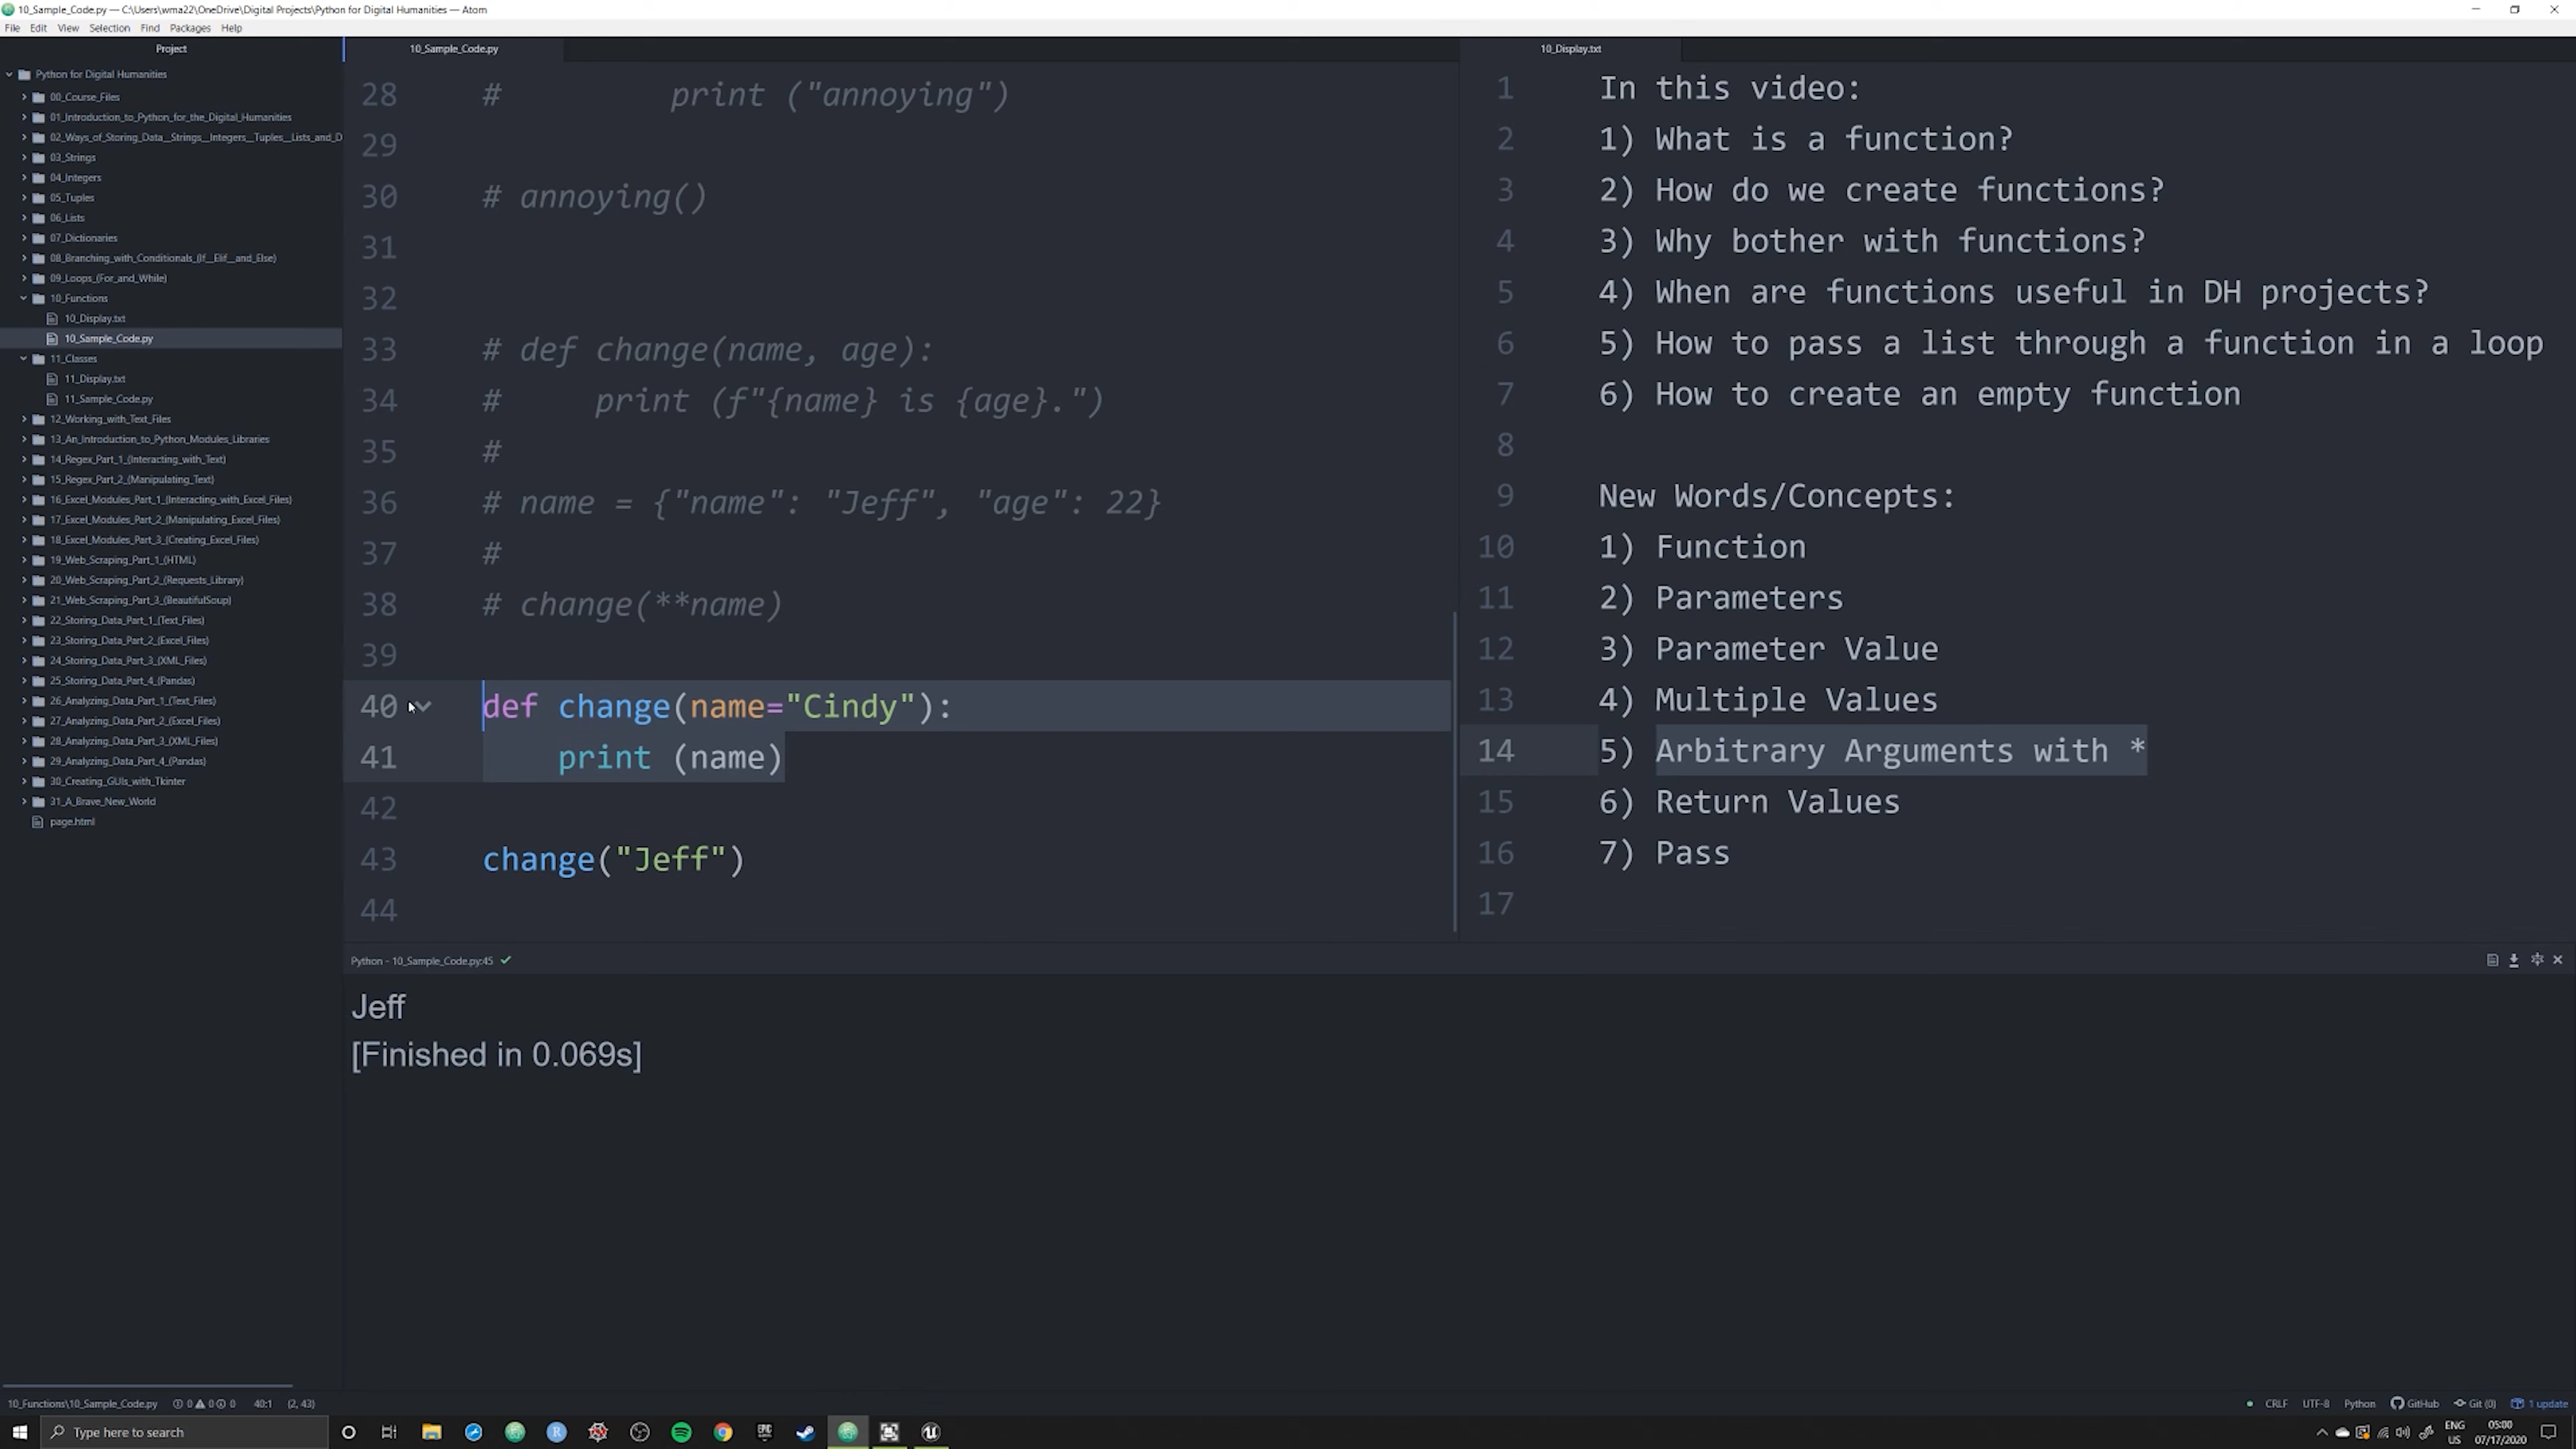 10_Sample_Code.py — C:\Users\wma22\OneDrive\Digital Projects\Python for Digital Humanities — Atom
File Edit View Selection Find Packages Help
Project
Python for Digital Humanities
00_Course_Files
01_Introduction_to_Python_for_the_Digital_Humanities
02_Ways_of_Storing_Data__Strings__Integers__Tuples__Lists_and_D
03_Strings
04_Integers
05_Tuples
06_Lists
07_Dictionaries
08_Branching_with_Conditionals_(If__Elif__and_Else)
09_Loops_(For_and_While)
10_Functions
10_Display.txt
10_Sample_Code.py
11_Classes
11_Display.txt
11_Sample_Code.py
12_Working_with_Text_Files
13_An_Introduction_to_Python_Modules_Libraries
14_Regex_Part_1_(Interacting_with_Text)
15_Regex_Part_2_(Manipulating_Text)
16_Excel_Modules_Part_1_(Interacting_with_Excel_Files)
17_Excel_Modules_Part_2_(Manipulating_Excel_Files)
18_Excel_Modules_Part_3_(Creating_Excel_Files)
19_Web_Scraping_Part_1_(HTML)
20_Web_Scraping_Part_2_(Requests_Library)
21_Web_Scraping_Part_3_(BeautifulSoup)
22_Storing_Data_Part_1_(Text_Files)
23_Storing_Data_Part_2_(Excel_Files)
24_Storing_Data_Part_3_(XML_Files)
25_Storing_Data_Part_4_(Pandas)
26_Analyzing_Data_Part_1_(Text_Files)
27_Analyzing_Data_Part_2_(Excel_Files)
28_Analyzing_Data_Part_3_(XML_Files)
29_Analyzing_Data_Part_4_(Pandas)
30_Creating_GUIs_with_Tkinter
31_A_Brave_New_World
page.html
10_Sample_Code.py
28 # print ("annoying")
29
30 # annoying()
31
32
33 # def change(name, age):
34 # print (f"{name} is {age}.")
35 #
36 # name = {"name": "Jeff", "age": 22}
37 #
38 # change(**name)
39
40 def change(name="Cindy"):
41 print (name)
42
43 change("Jeff")
44
10_Display.txt
1 In this video:
2 1) What is a function?
3 2) How do we create functions?
4 3) Why bother with functions?
5 4) When are functions useful in DH projects?
6 5) How to pass a list through a function in a loop
7 6) How to create an empty function
8
9 New Words/Concepts:
10 1) Function
11 2) Parameters
12 3) Parameter Value
13 4) Multiple Values
14 5) Arbitrary Arguments with *
15 6) Return Values
16 7) Pass
17
Python - 10_Sample_Code.py:45
Jeff
[Finished in 0.069s]
10_Functions\10_Sample_Code.py 0 0 0 40:1 (2, 43)
CRLF UTF-8 Python GitHub Git (0) 1 update
Type here to search
ENG
US
05:00
07/17/2020